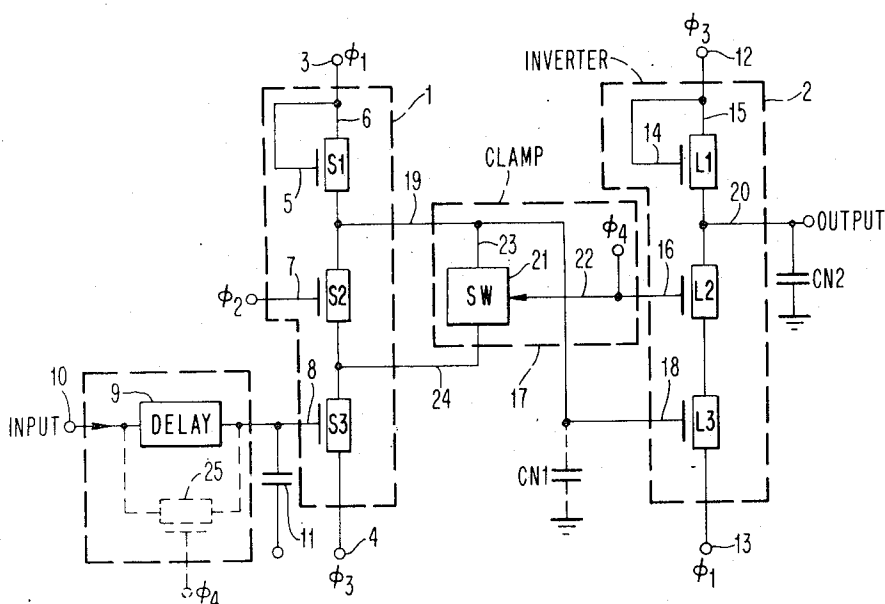 ϕ3
3 ϕ1
12
INVERTER
1
2
6
15
14
S1
CLAMP
L1
5
19
20
OUTPUT
23
ϕ4
21
22
16
7
S2
SW
L2
CN2
ϕ2
8
24
17
18
10
9
INPUT
DELAY
S3
L3
25
CN1
11
4
13
ϕ4
ϕ3
ϕ1